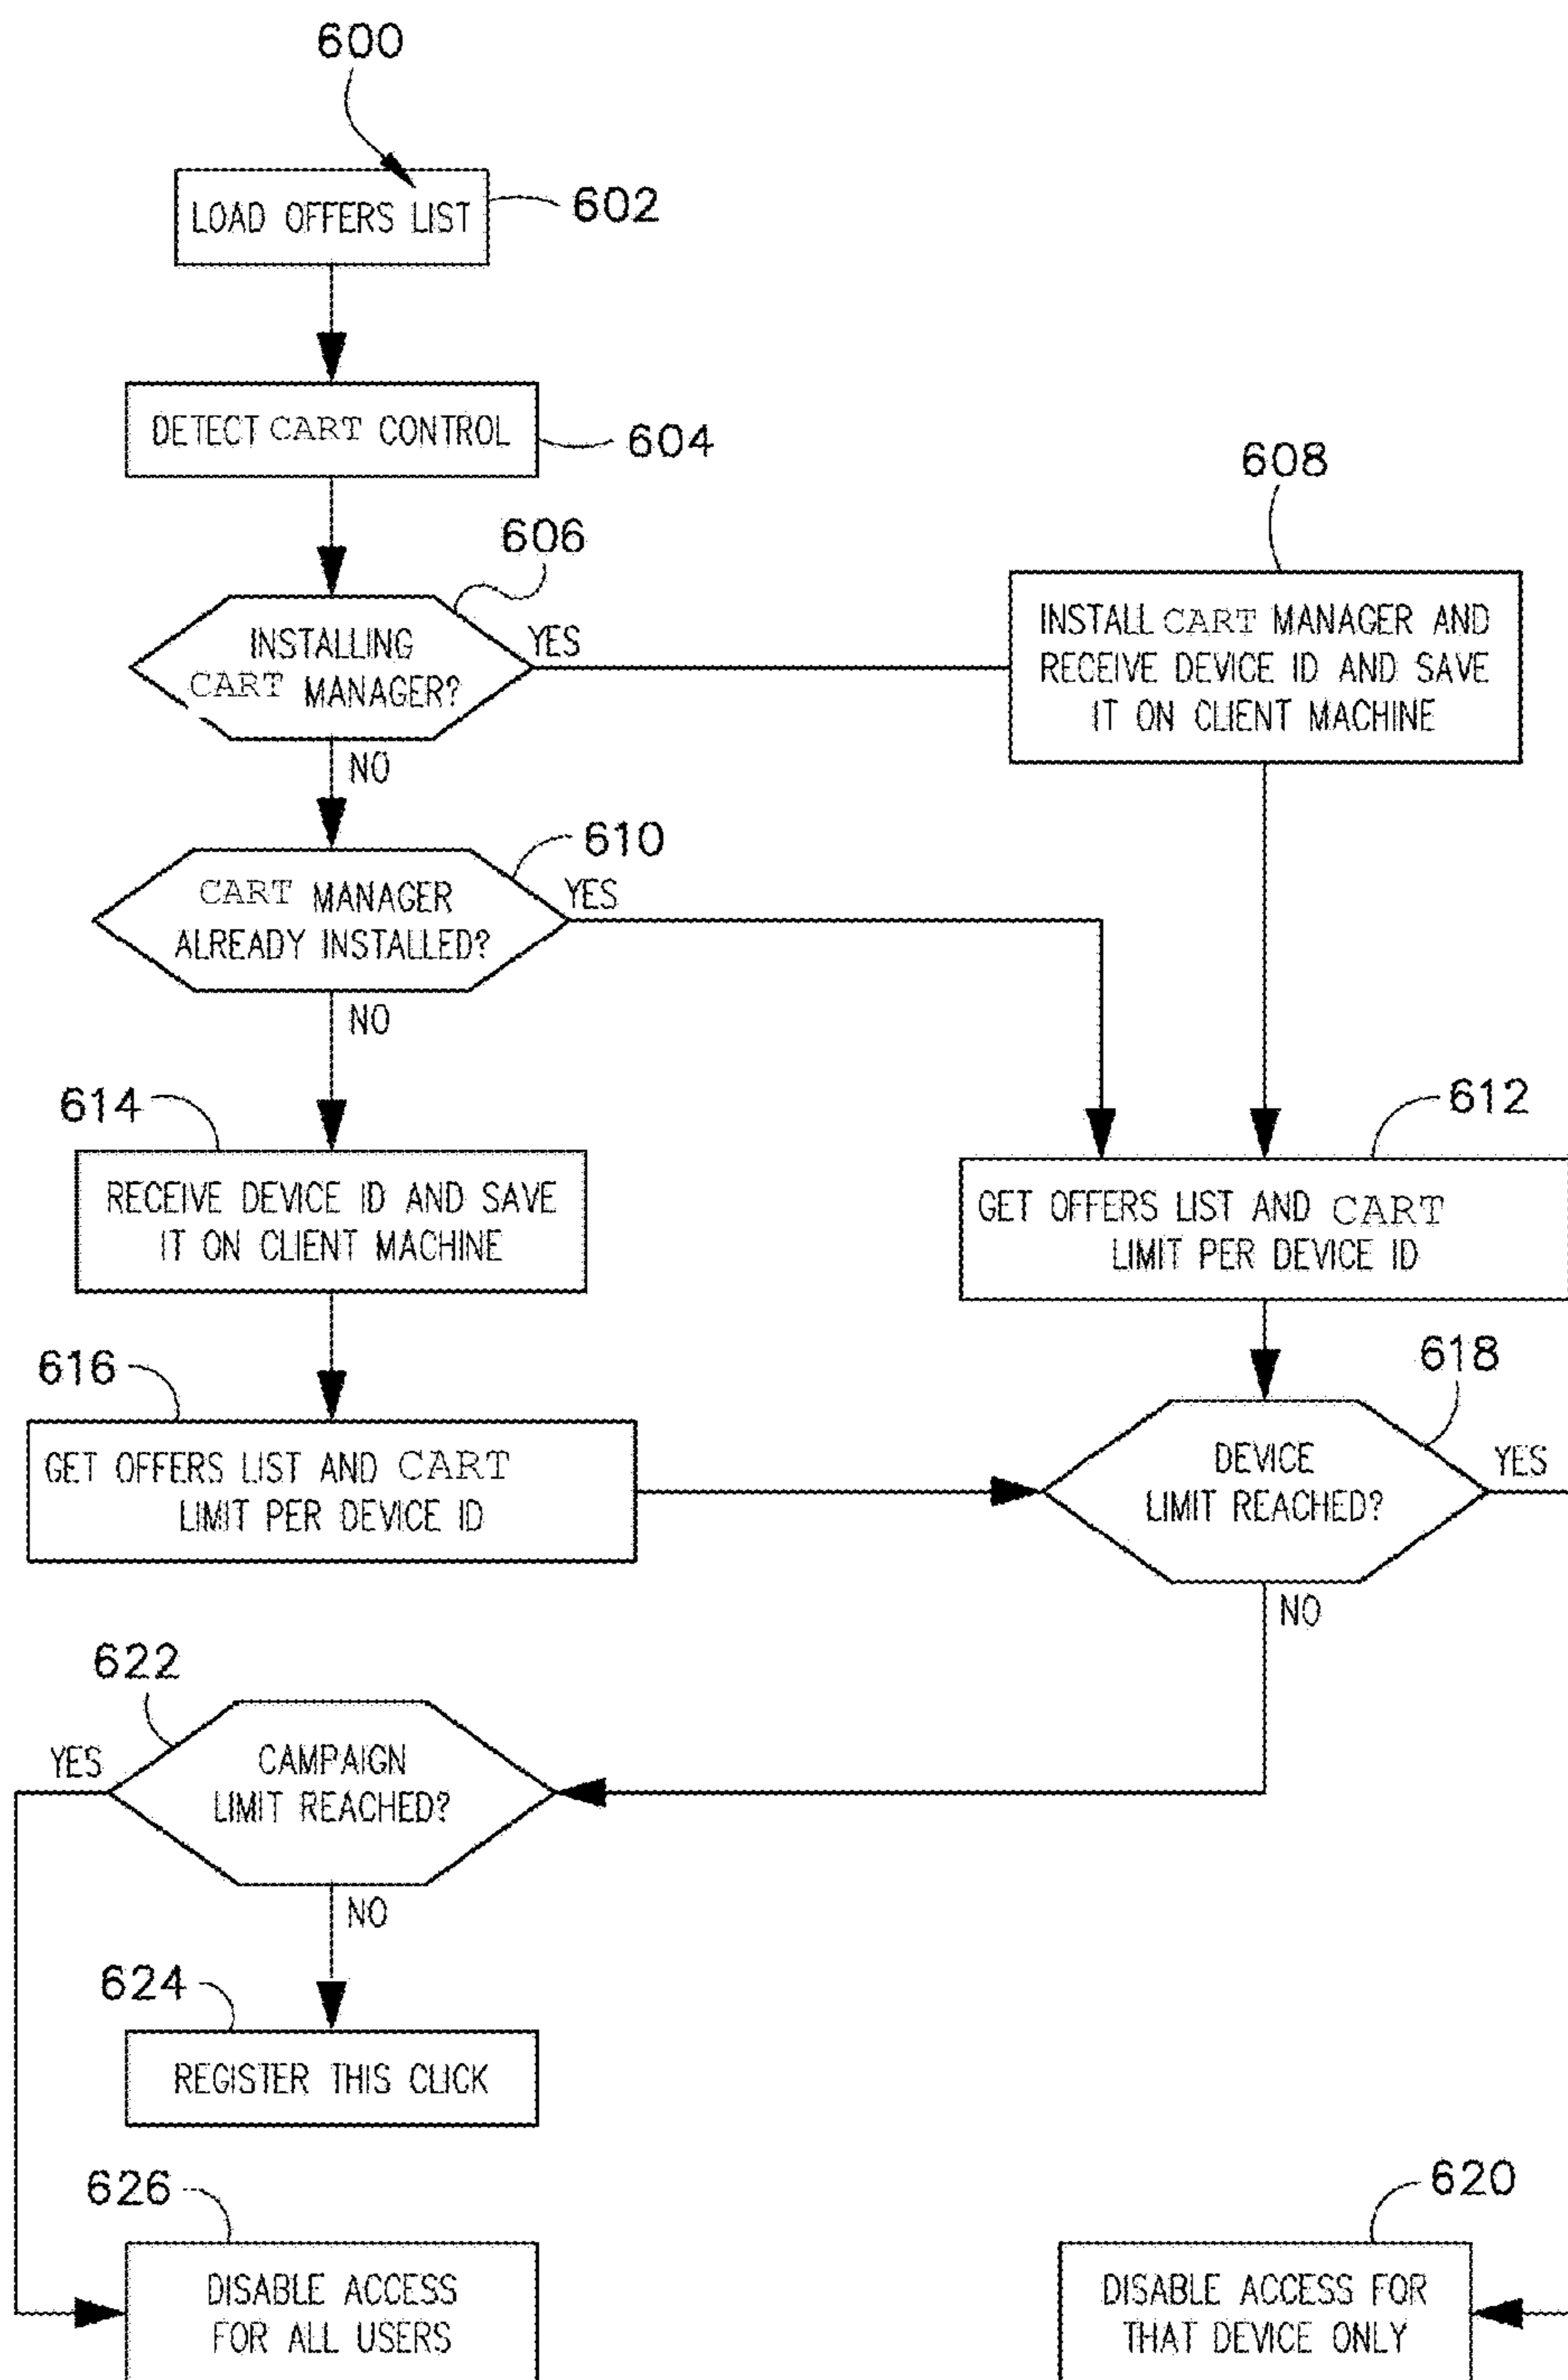 600
LOAD OFFERS LIST
602
DETECT CART CONTROL
604
606
608
INSTALLING
CART MANAGER?
YES
NO
INSTALL CART MANAGER AND
RECEIVE DEVICE ID AND SAVE
IT ON CLIENT MACHINE
610
CART MANAGER
ALREADY INSTALLED?
YES
NO
614
RECEIVE DEVICE ID AND SAVE
IT ON CLIENT MACHINE
612
GET OFFERS LIST AND CART
LIMIT PER DEVICE ID
616
GET OFFERS LIST AND CART
LIMIT PER DEVICE ID
618
DEVICE
LIMIT REACHED?
YES
NO
622
YES
CAMPAIGN
LIMIT REACHED?
NO
624
REGISTER THIS CLICK
626
DISABLE ACCESS
FOR ALL USERS
620
DISABLE ACCESS FOR
THAT DEVICE ONLY